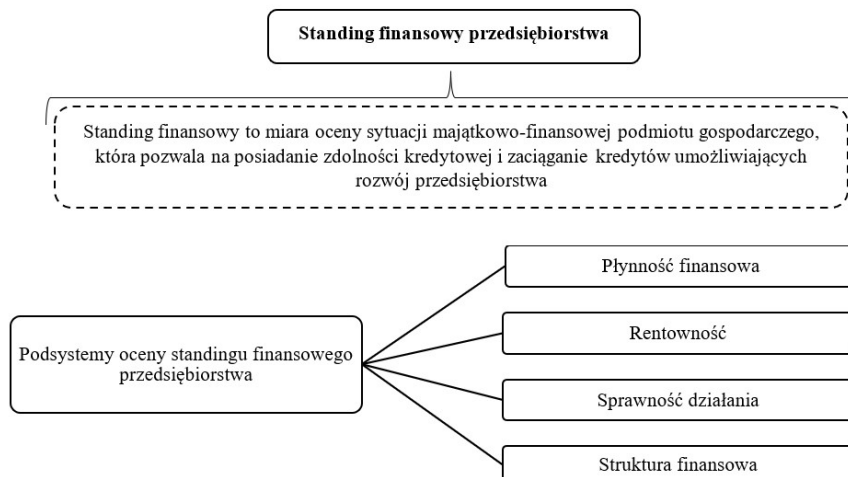 Standing finansowy przedsiębiorstwa
Standing finansowy to miara oceny sytuacji majątkowo-finansowej podmiotu gospodarczego,
która pozwala na posiadanie zdolności kredytowej i zaciąganie kredytów umożliwiających
rozwój przedsiębiorstwa
Płynność finansowa
Rentowność
Podsystemy oceny standingu finansowego
przedsiębiorstwa
Sprawność działania
Struktura finansowa